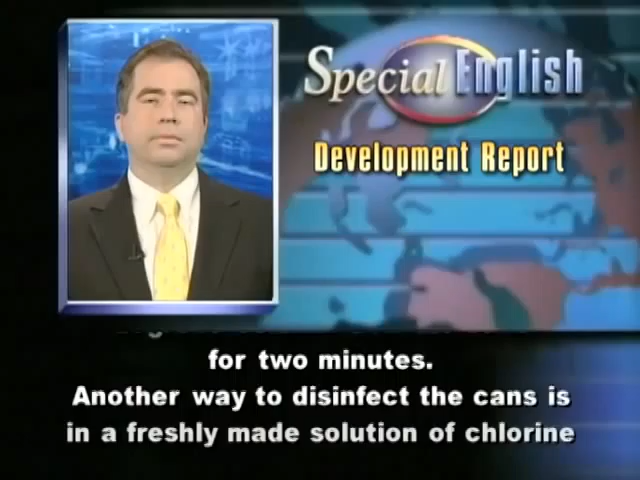 Special English
Development Report
for two minutes.
Another way to disinfect the cans is
in a freshly made solution of chlorine